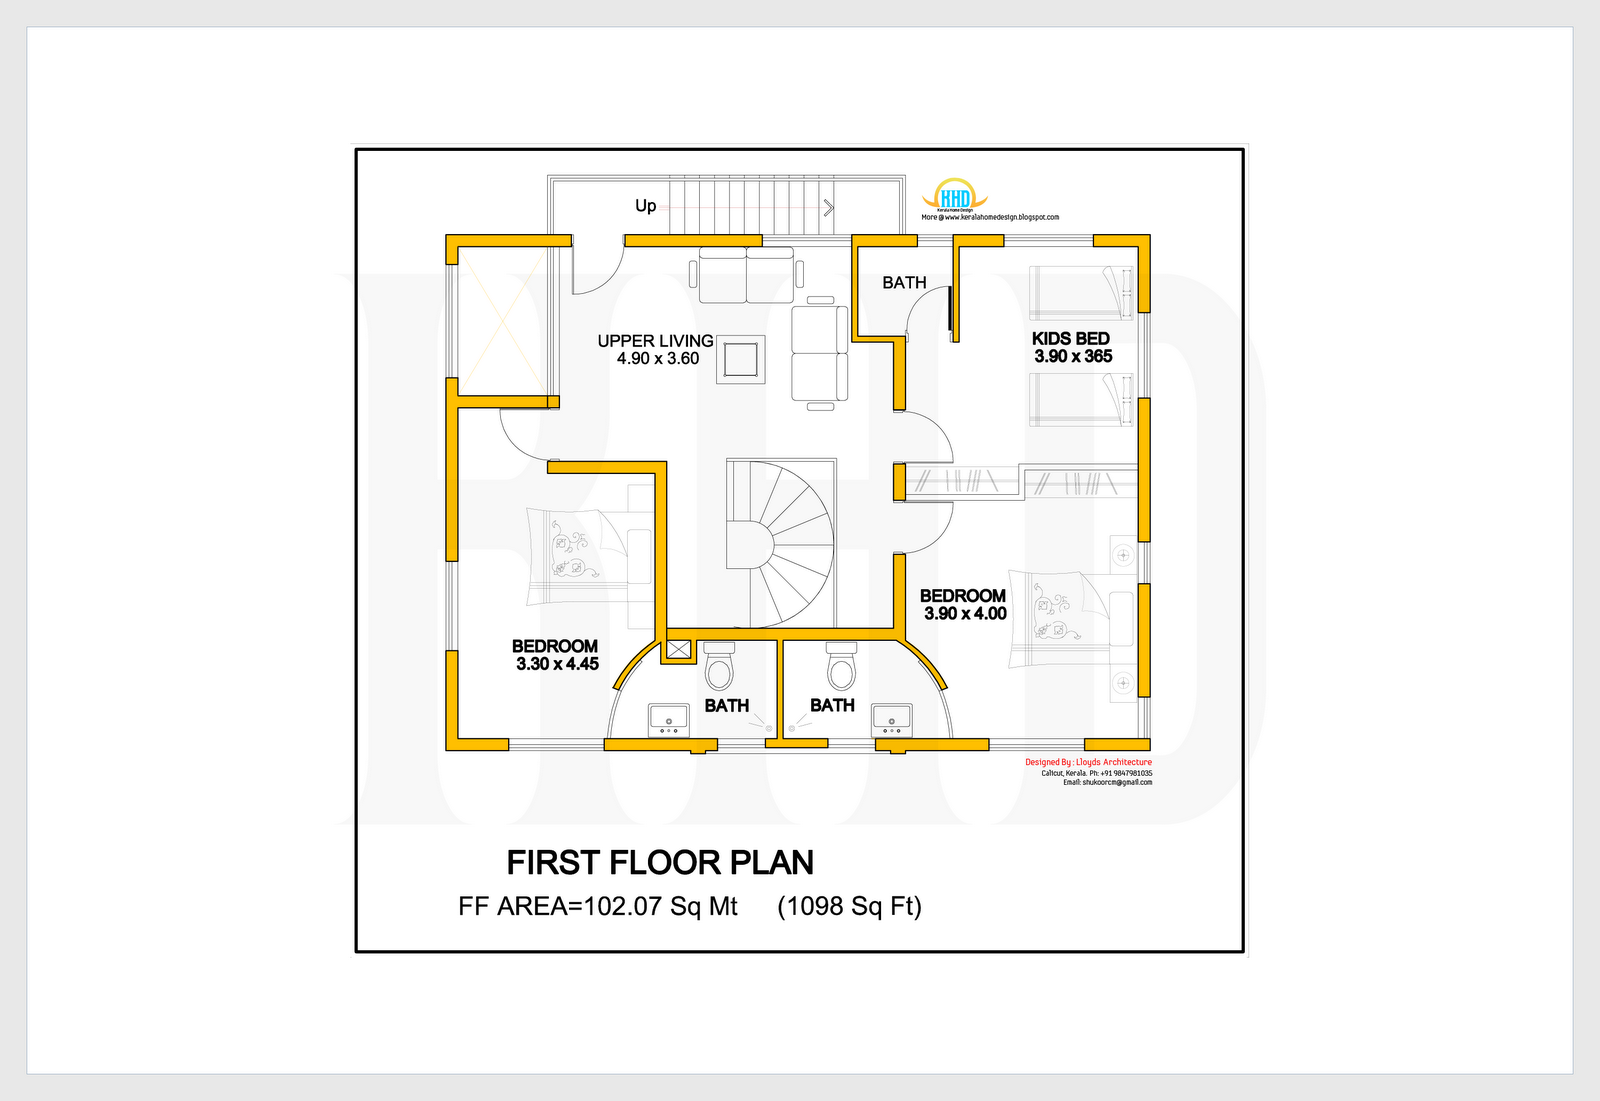 Up
KHD
Kerala Home Design
More @ www.keralahomedesign.blogspot.com
BATH
UPPER LIVING
4.90 x 3.60
KIDS BED
3.90 x 365
BEDROOM
3.90 x 4.00
BEDROOM
3.30 x 4.45
BATH
BATH
Designed By : Lloyds Architecture
Calicut, Kerala. Ph: +91 9847981035
Email: shukoorcm@gmail.com
FIRST FLOOR PLAN
FF AREA=102.07 Sq Mt (1098 Sq Ft)
KHD